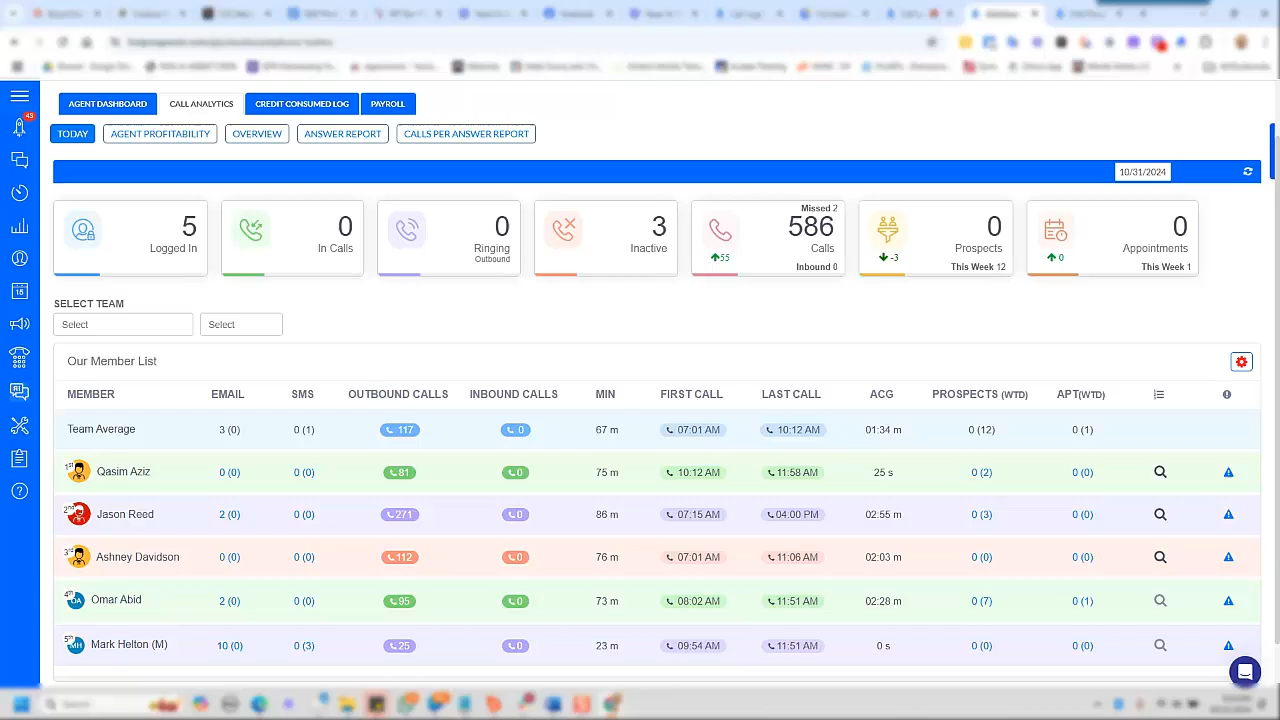 AGENT DASHBOARD CALL ANALYTICS CREDIT CONSUMED LOG PAYROLL
43
TODAY AGENT PROFITABILITY OVERVIEW ANSWER REPORT CALLS PER ANSWER REPORT
10/31/2024
5 Logged In
0 In Calls
0 Ringing Outbound
3 Inactive
Missed 2
586 Calls
55
Inbound 0
0 Prospects
-3
This Week 12
0 Appointments
0
This Week 1
SELECT TEAM
Select Select
Our Member List
MEMBER EMAIL SMS OUTBOUND CALLS INBOUND CALLS MIN FIRST CALL LAST CALL ACG PROSPECTS (WTD) APT(WTD)
Team Average 3 (0) 0 (1) 117 0 67 m 07:01 AM 10:12 AM 01:34 m 0 (12) 0 (1)
1st Qasim Aziz 0 (0) 0 (0) 81 0 75 m 10:12 AM 11:58 AM 25 s 0 (2) 0 (0)
2nd Jason Reed 2 (0) 0 (0) 271 0 86 m 07:15 AM 04:00 PM 02:55 m 0 (3) 0 (0)
3rd Ashney Davidson 0 (0) 0 (0) 112 0 76 m 07:01 AM 11:06 AM 02:03 m 0 (0) 0 (0)
4th OA Omar Abid 2 (0) 0 (0) 95 0 73 m 08:02 AM 11:51 AM 02:28 m 0 (7) 0 (1)
5th MH Mark Helton (M) 10 (0) 0 (3) 25 0 23 m 09:54 AM 11:51 AM 0 s 0 (0) 0 (0)